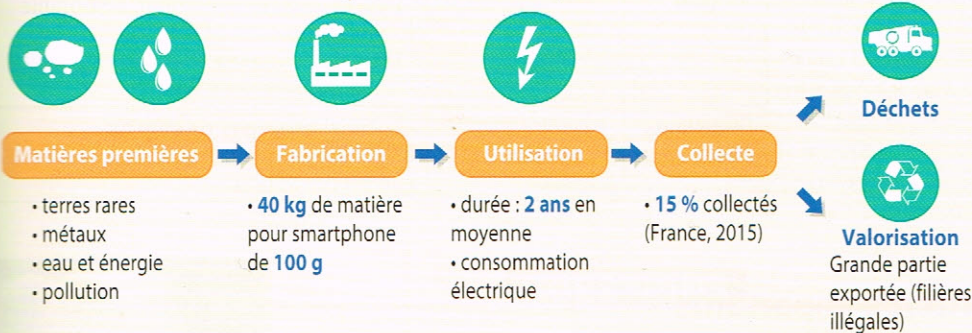 Déchets
Matières premières
Fabrication
Utilisation
Collecte
• terres rares
• métaux
• eau et énergie
• pollution
• 40 kg de matière
pour smartphone
de 100 g
• durée : 2 ans en
moyenne
• consommation
électrique
• 15 % collectés
(France, 2015)
Valorisation
Grande partie
exportée (filières
illégales)